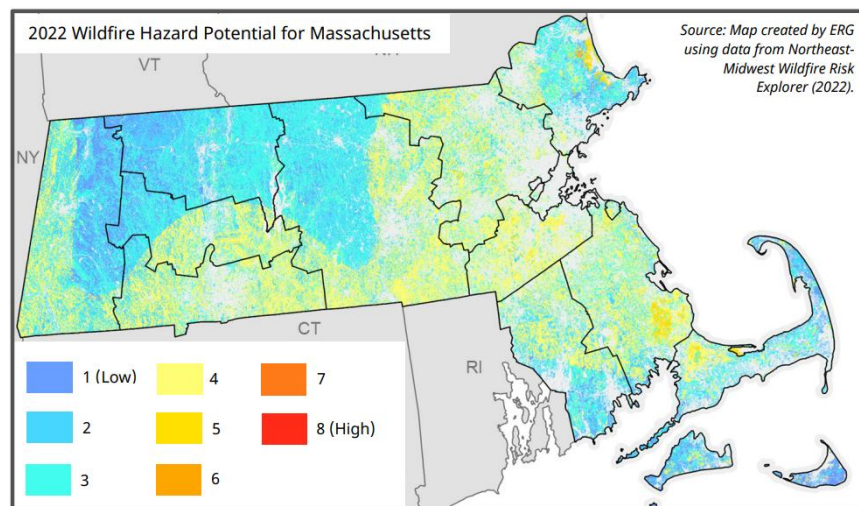 2022 Wildfire Hazard Potential for Massachusetts
Source: Map created by ERG
using data from Northeast-
Midwest Wildfire Risk
Explorer (2022).
VT
NY
CT
RI
1 (Low)
2
3
4
5
6
7
8 (High)